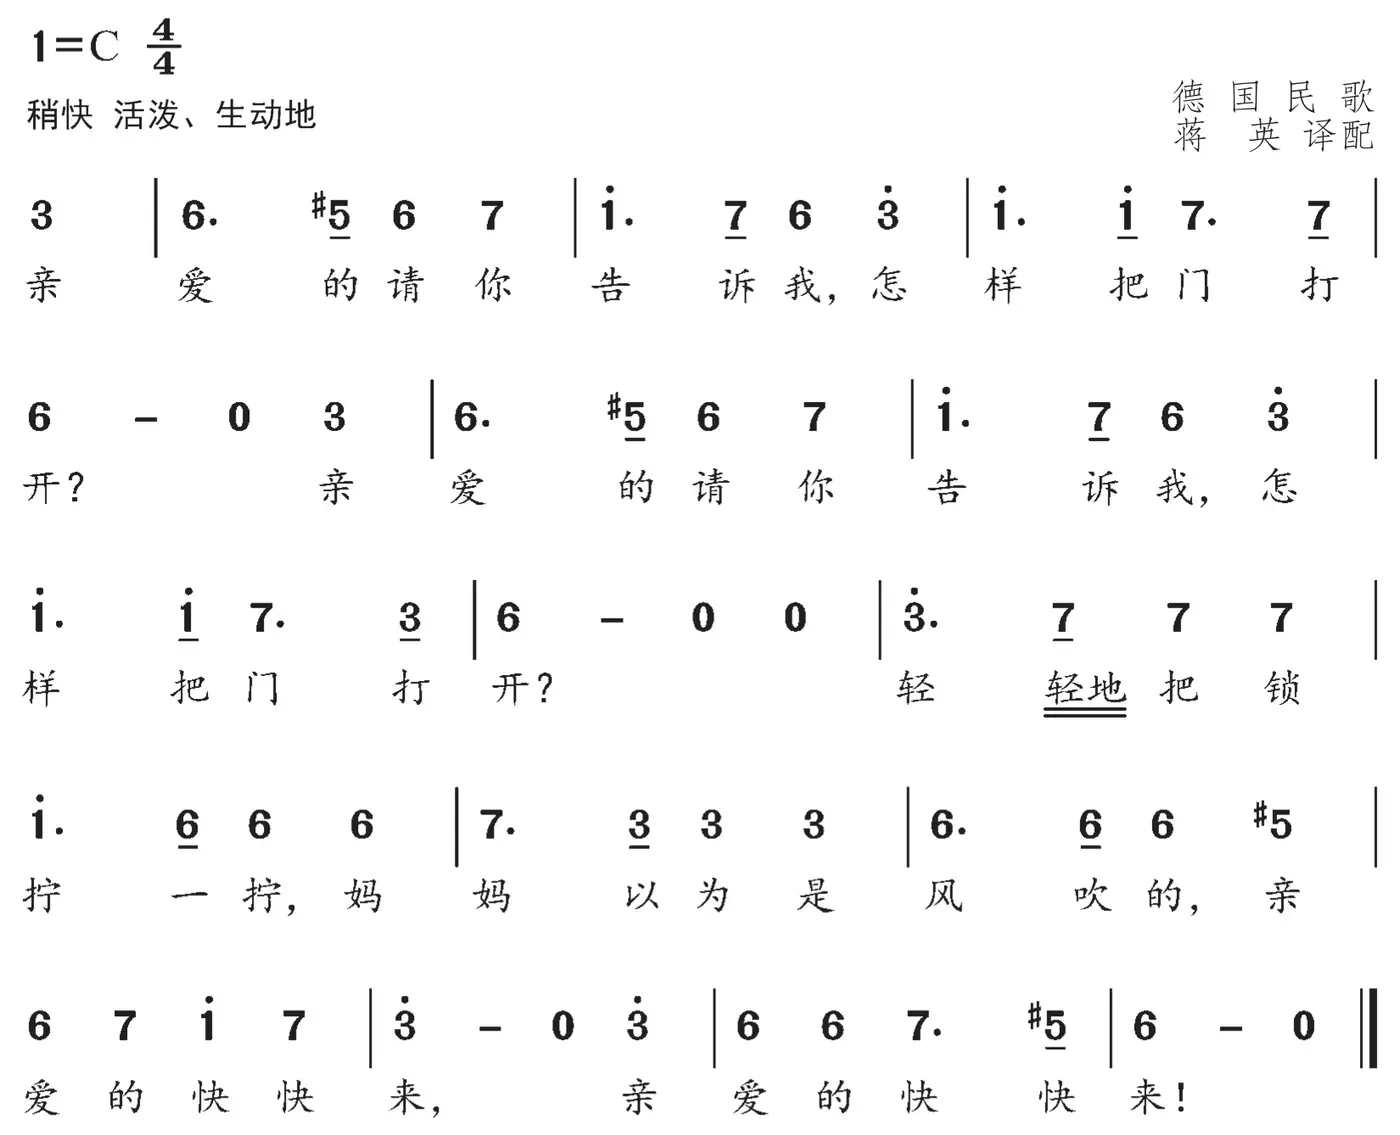 1=C 4/4
稍快 活泼、生动地
德国民歌
蒋英译配
3 | 6. #5 6 7 | i. 7 6 3̇ | i. i 7. 7 |
亲 爱 的 请 你 告 诉 我， 怎 样 把 门 打
6 – 0 3 | 6. #5 6 7 | i. 7 6 3̇ |
开？ 亲 爱 的 请 你 告 诉 我， 怎
i. i 7. 3 | 6 – 0 0 | 3̇. 7 7 7 |
样 把 门 打 开？ 轻 轻地 把 锁
i. 6 6 6 | 7. 3 3 3 | 6. 6 6 #5 |
拧 一 拧， 妈 妈 以 为 是 风 吹 的， 亲
6 7 i 7 | 3̇ – 0 3̇ | 6 6 7. #5 | 6 – 0 ‖
爱 的 快 快 来， 亲 爱 的 快 快 来！